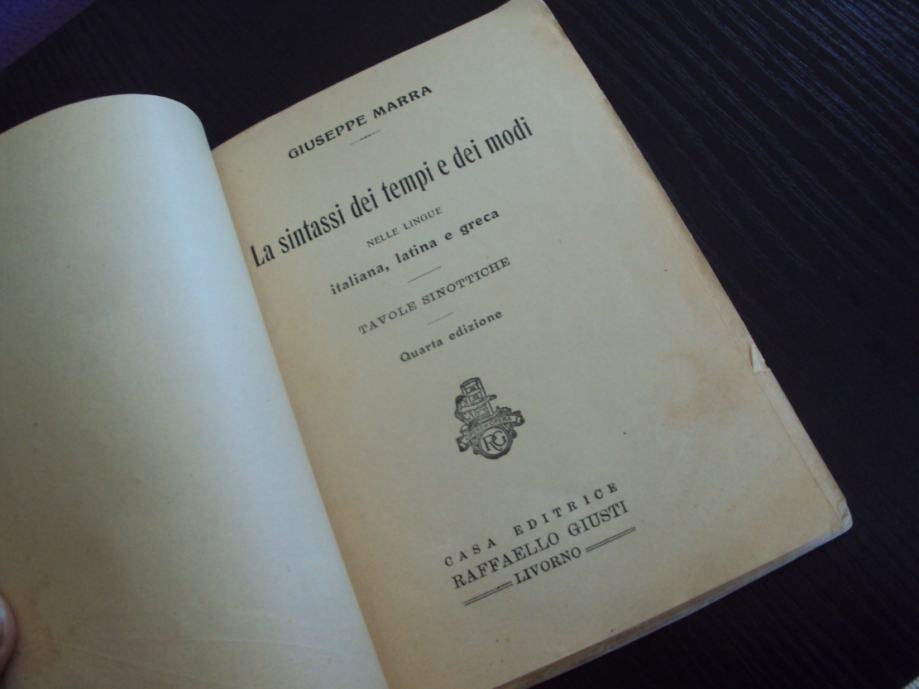 GIUSEPPE MARRA
La sintassi dei tempi e dei modi
NELLE LINGUE
italiana, latina e greca
TAVOLE SINOTTICHE
Quarta edizione
RG
CASA EDITRICE
RAFFAELLO GIUSTI
LIVORNO